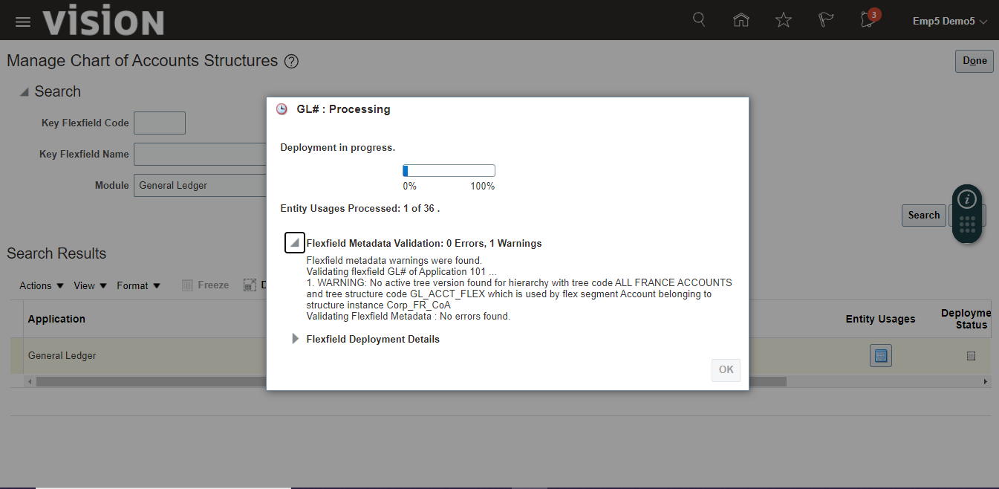 VISION
3
Emp5 Demo5
Manage Chart of Accounts Structures ?
Done
Search
Key Flexfield Code
Key Flexfield Name
Module General Ledger
Search
GL# : Processing
Deployment in progress.
0% 100%
Entity Usages Processed: 1 of 36 .
Flexfield Metadata Validation: 0 Errors, 1 Warnings
Flexfield metadata warnings were found.
Validating flexfield GL# of Application 101 ...
1. WARNING: No active tree version found for hierarchy with tree code ALL FRANCE ACCOUNTS
and tree structure code GL_ACCT_FLEX which is used by flex segment Account belonging to
structure instance Corp_FR_CoA
Validating Flexfield Metadata : No errors found.
Flexfield Deployment Details
OK
Search Results
Actions View Format Freeze D
Application Entity Usages Deployme
Status
General Ledger